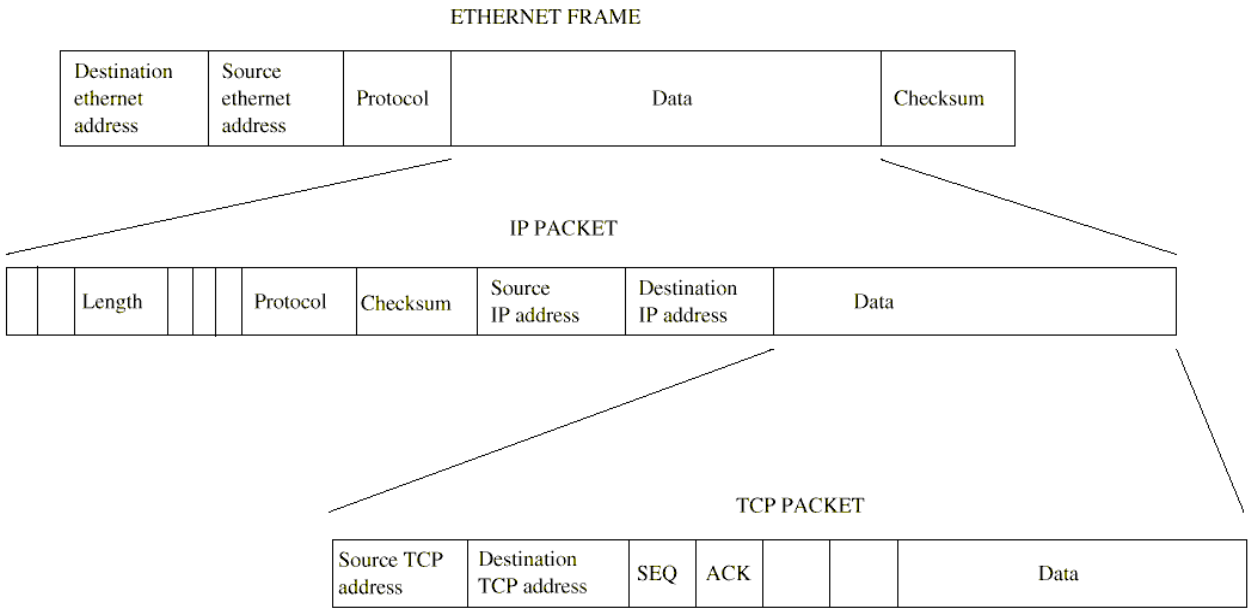 ETHERNET FRAME
Destination
ethernet
address
Source
ethernet
address
Protocol
Data
Checksum
IP PACKET
Length
Protocol
Checksum
Source
IP address
Destination
IP address
Data
TCP PACKET
Source TCP
address
Destination
TCP address
SEQ
ACK
Data